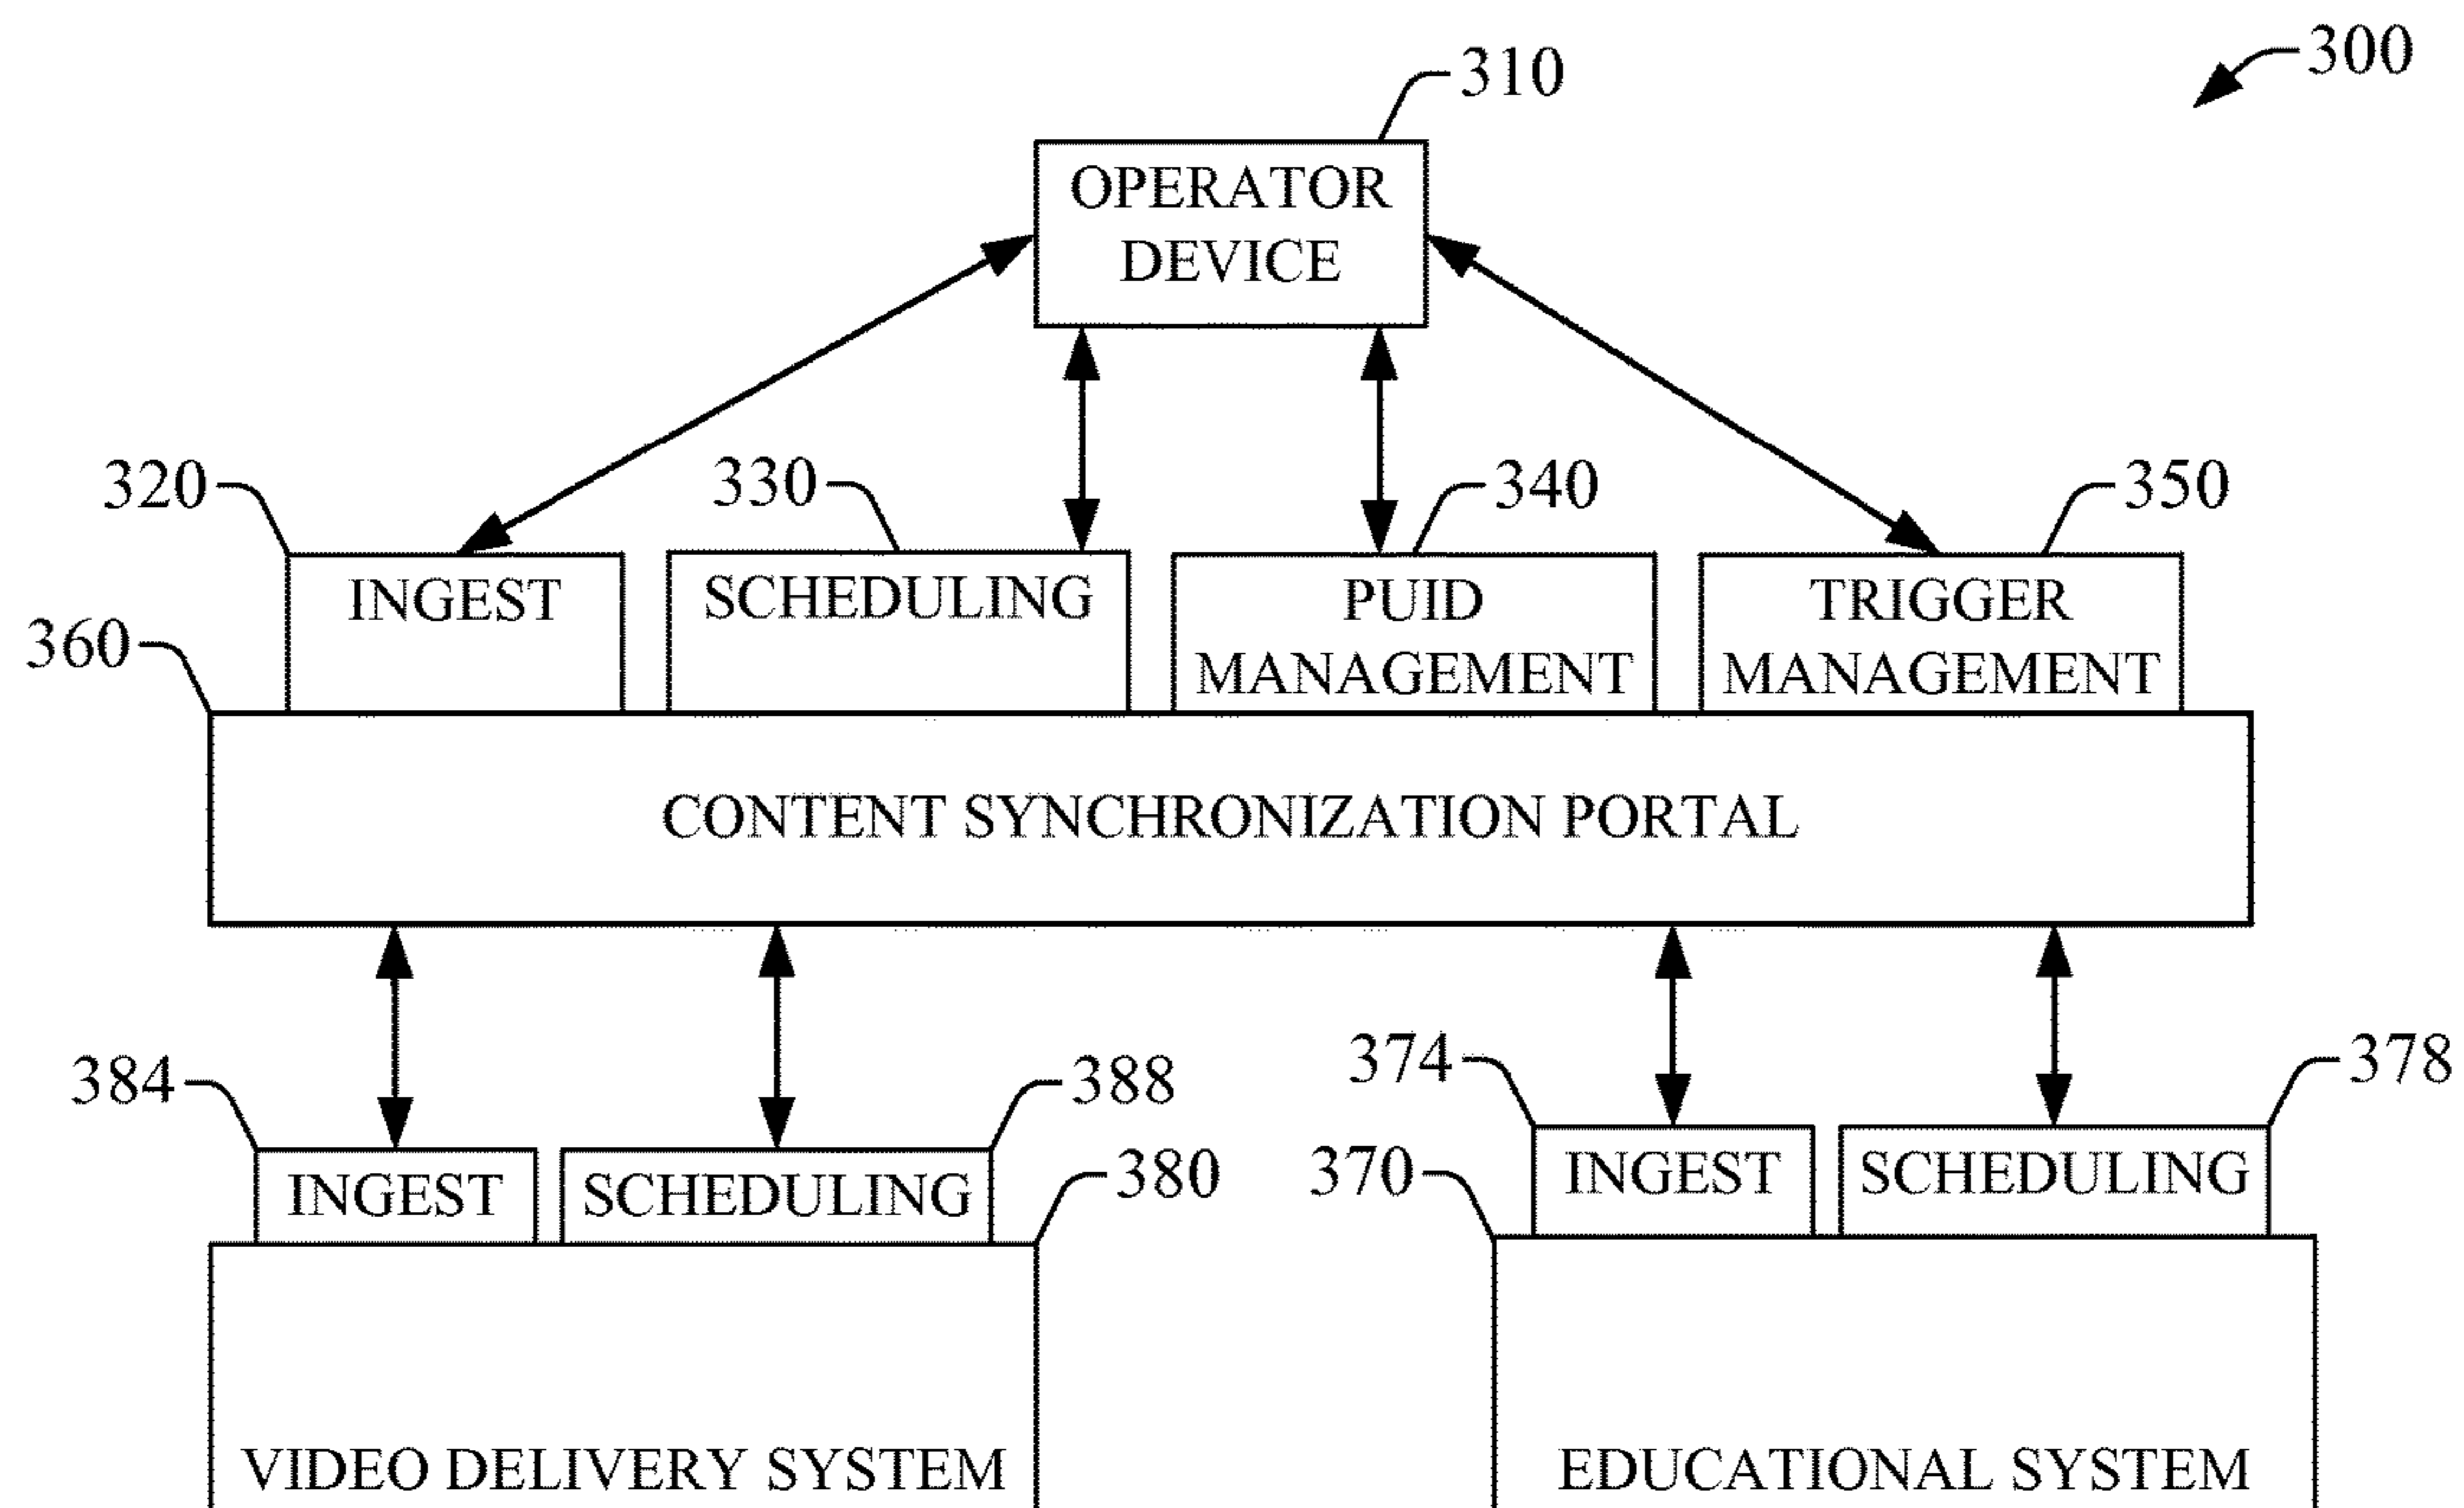 300
310
OPERATOR
DEVICE
320
330
340
350
INGEST
SCHEDULING
PUID
MANAGEMENT
TRIGGER
MANAGEMENT
360
CONTENT SYNCHRONIZATION PORTAL
384
388
374
378
INGEST
SCHEDULING
380
370
INGEST
SCHEDULING
VIDEO DELIVERY SYSTEM
EDUCATIONAL SYSTEM